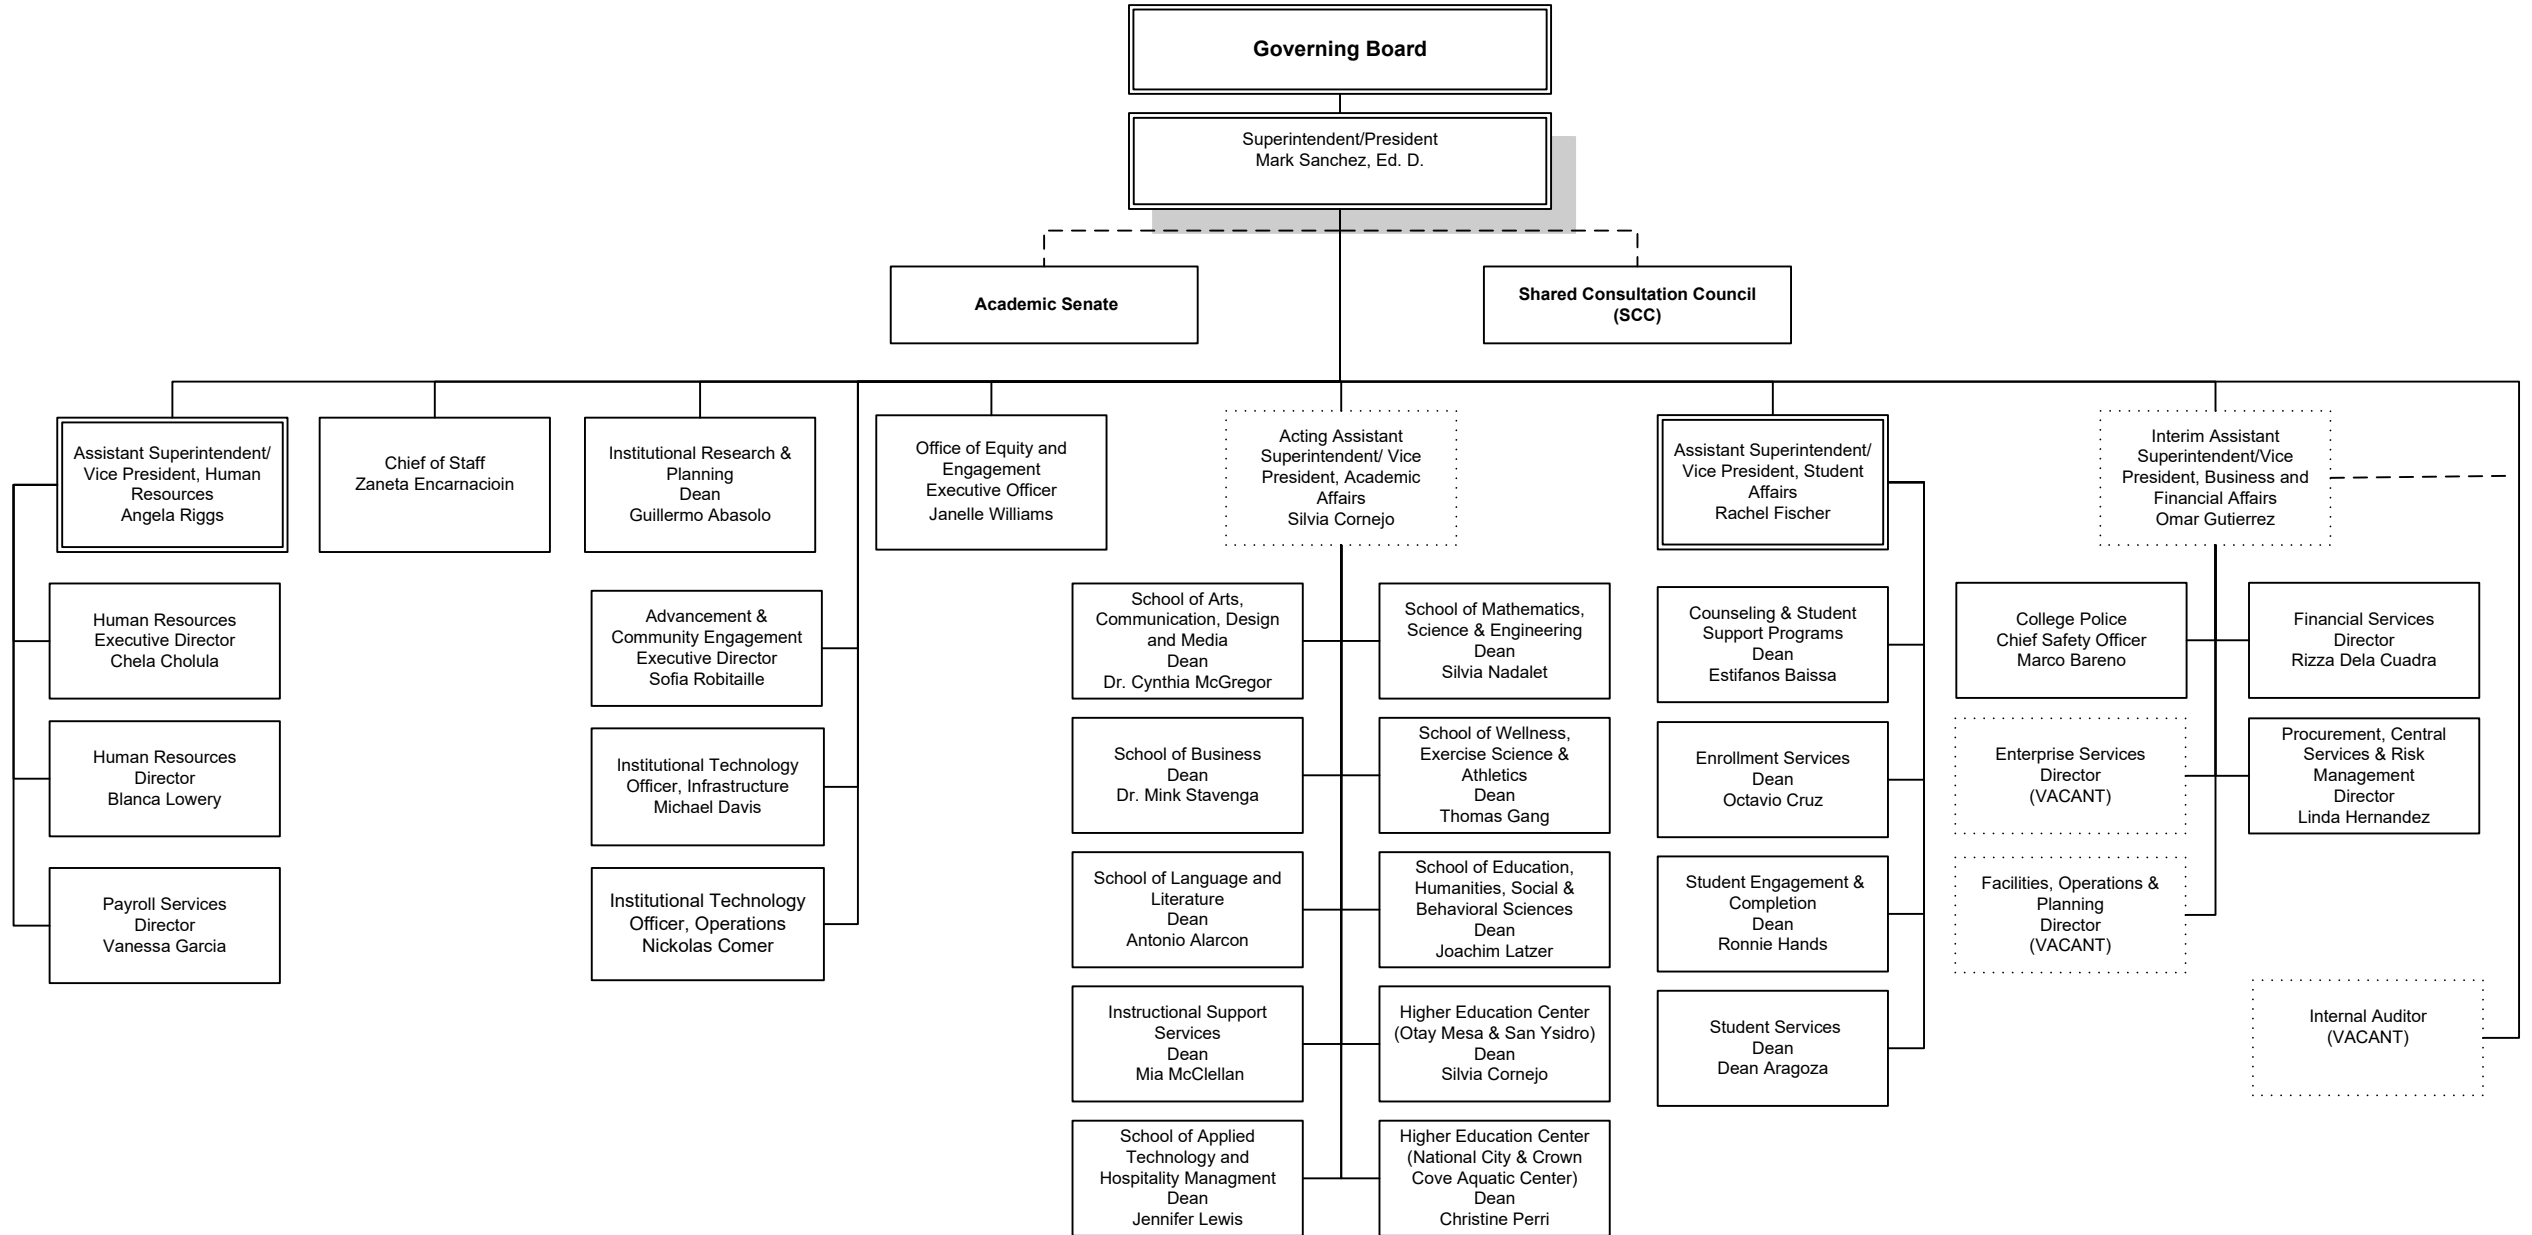 Governing Board
Superintendent/President
Mark Sanchez, Ed. D.
Academic Senate
Shared Consultation Council
(SCC)
Assistant Superintendent/
Vice President, Human
Resources
Angela Riggs
Chief of Staff
Zaneta Encarnacioin
Institutional Research &
Planning
Dean
Guillermo Abasolo
Office of Equity and
Engagement
Executive Officer
Janelle Williams
Acting Assistant
Superintendent/ Vice
President, Academic
Affairs
Silvia Cornejo
Assistant Superintendent/
Vice President, Student
Affairs
Rachel Fischer
Interim Assistant
Superintendent/Vice
President, Business and
Financial Affairs
Omar Gutierrez
Human Resources
Executive Director
Chela Cholula
Human Resources
Director
Blanca Lowery
Payroll Services
Director
Vanessa Garcia
Advancement &
Community Engagement
Executive Director
Sofia Robitaille
Institutional Technology
Officer, Infrastructure
Michael Davis
Institutional Technology
Officer, Operations
Nickolas Comer
School of Arts,
Communication, Design
and Media
Dean
Dr. Cynthia McGregor
School of Mathematics,
Science & Engineering
Dean
Silvia Nadalet
School of Business
Dean
Dr. Mink Stavenga
School of Wellness,
Exercise Science &
Athletics
Dean
Thomas Gang
School of Language and
Literature
Dean
Antonio Alarcon
School of Education,
Humanities, Social &
Behavioral Sciences
Dean
Joachim Latzer
Instructional Support
Services
Dean
Mia McClellan
Higher Education Center
(Otay Mesa & San Ysidro)
Dean
Silvia Cornejo
School of Applied
Technology and
Hospitality Managment
Dean
Jennifer Lewis
Higher Education Center
(National City & Crown
Cove Aquatic Center)
Dean
Christine Perri
Counseling & Student
Support Programs
Dean
Estifanos Baissa
Enrollment Services
Dean
Octavio Cruz
Student Engagement &
Completion
Dean
Ronnie Hands
Student Services
Dean
Dean Aragoza
College Police
Chief Safety Officer
Marco Bareno
Financial Services
Director
Rizza Dela Cuadra
Enterprise Services
Director
(VACANT)
Procurement, Central
Services & Risk
Management
Director
Linda Hernandez
Facilities, Operations &
Planning
Director
(VACANT)
Internal Auditor
(VACANT)